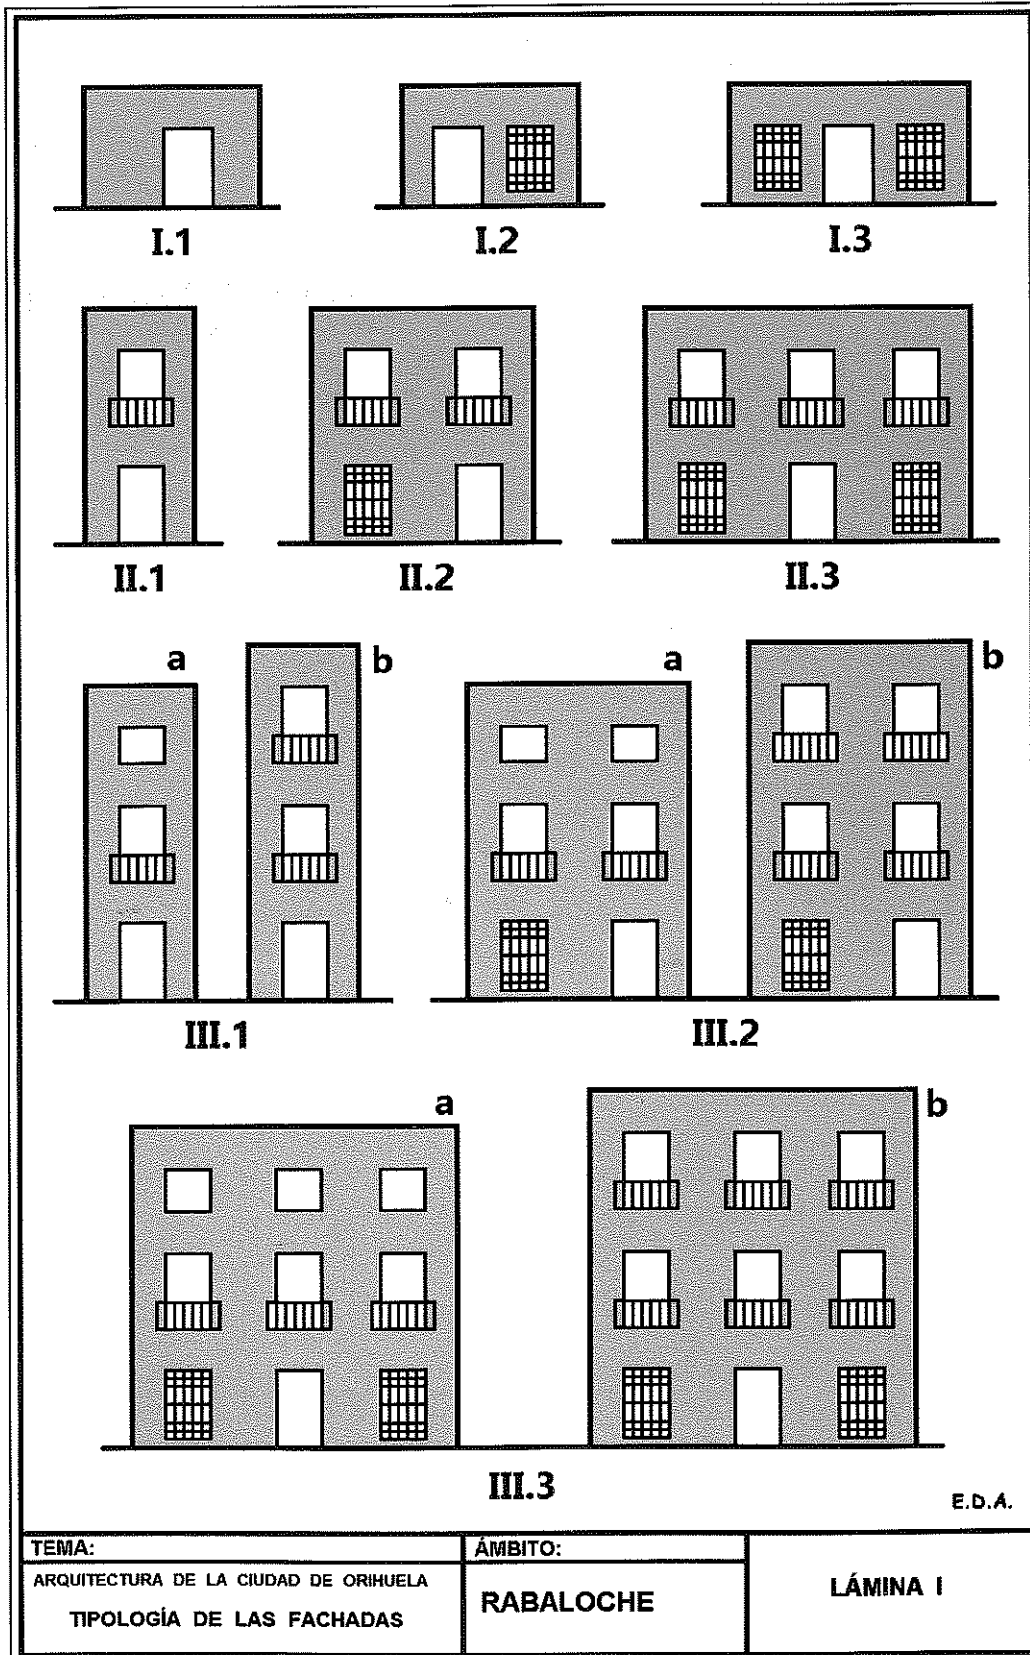 I.1
I.2
I.3
II.1
II.2
II.3
a
b
a
b
III.1
III.2
a
b
III.3
E.D.A.
TEMA:
ARQUITECTURA DE LA CIUDAD DE ORIHUELA
TIPOLOGÍA DE LAS FACHADAS
ÁMBITO:
RABALOCHE
LÁMINA I